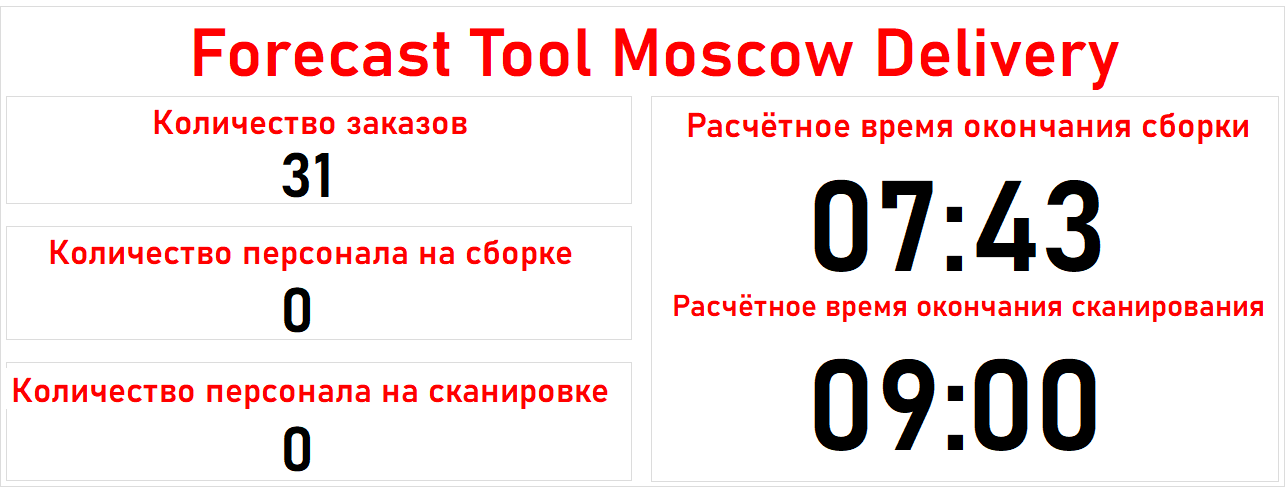 Forecast Tool Moscow Delivery
Количество заказов
31
Количество персонала на сборке
0
Количество персонала на сканировке
0
Расчётное время окончания сборки
07:43
Расчётное время окончания сканирования
09:00